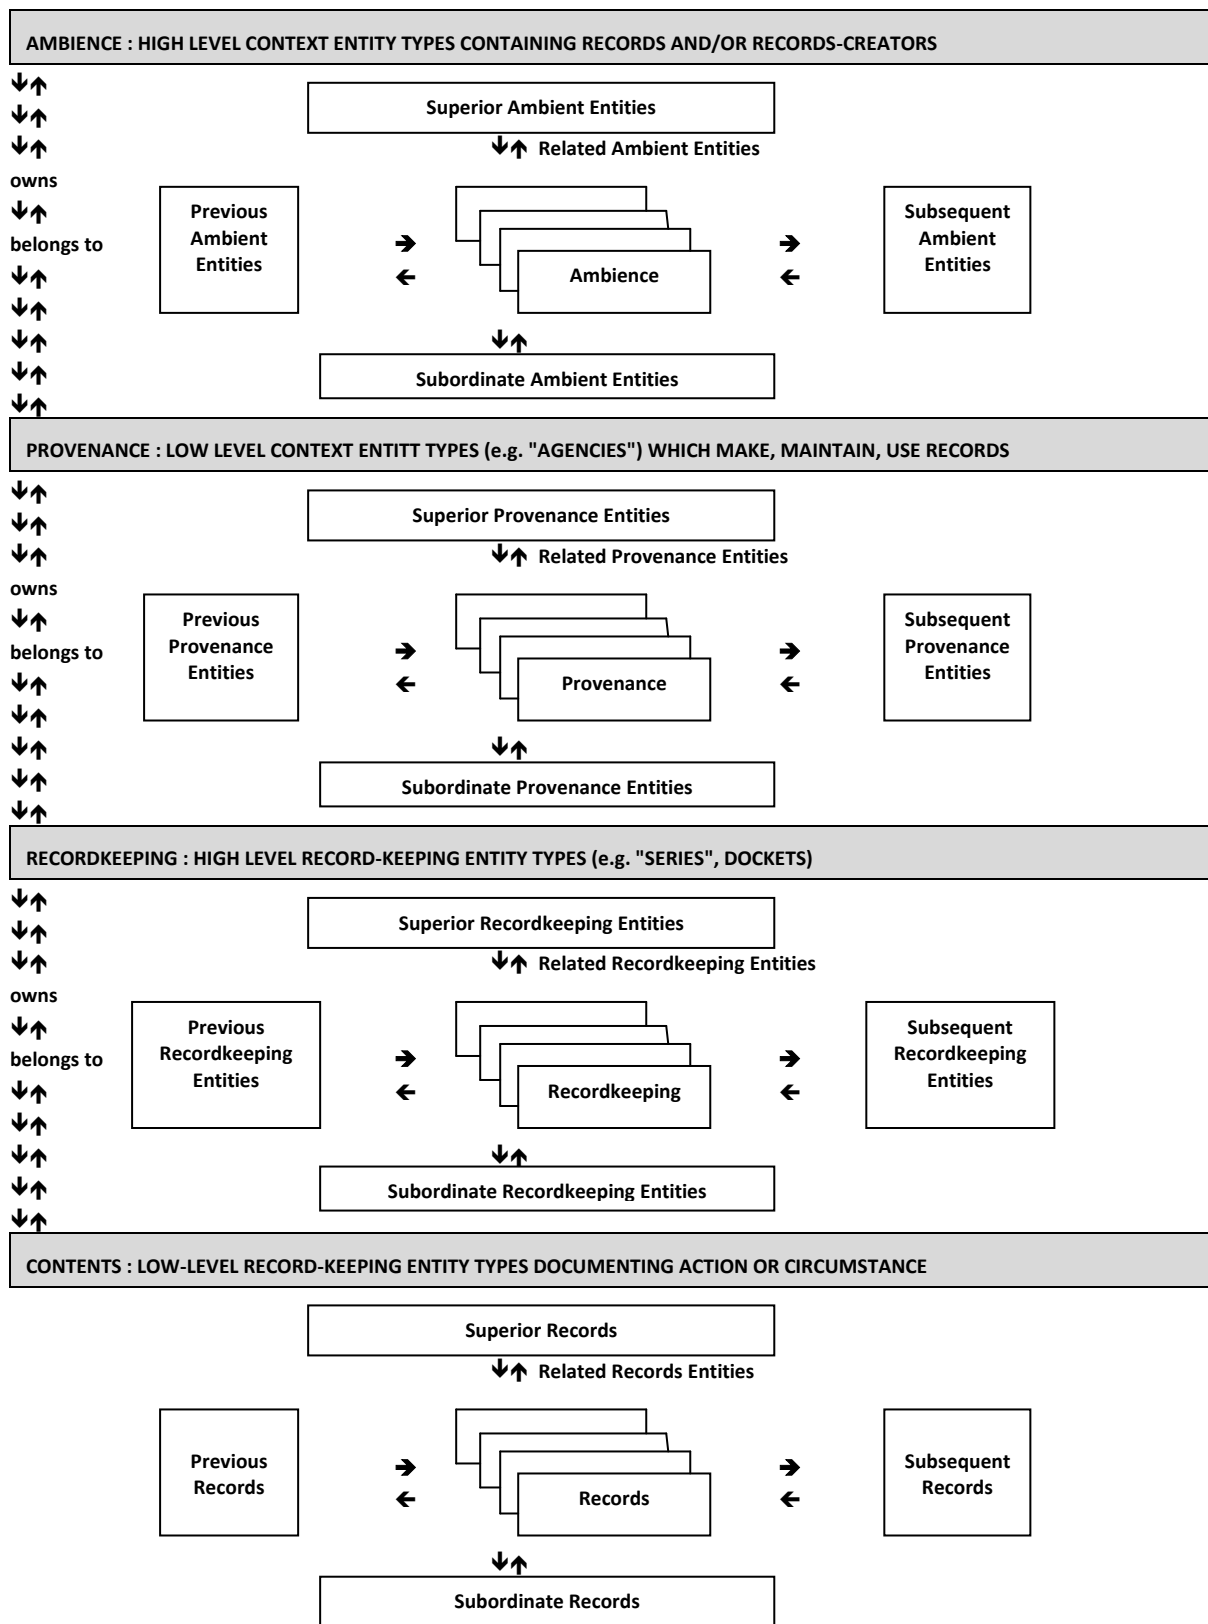 AMBIENCE : HIGH LEVEL CONTEXT ENTITY TYPES CONTAINING RECORDS AND/OR RECORDS-CREATORS
Superior Ambient Entities
Related Ambient Entities
owns
belongs to
Previous
Ambient
Entities
Ambience
Subsequent
Ambient
Entities
Subordinate Ambient Entities
PROVENANCE : LOW LEVEL CONTEXT ENTITT TYPES (e.g. "AGENCIES") WHICH MAKE, MAINTAIN, USE RECORDS
Superior Provenance Entities
Related Provenance Entities
owns
belongs to
Previous
Provenance
Entities
Provenance
Subsequent
Provenance
Entities
Subordinate Provenance Entities
RECORDKEEPING : HIGH LEVEL RECORD-KEEPING ENTITY TYPES (e.g. "SERIES", DOCKETS)
Superior Recordkeeping Entities
Related Recordkeeping Entities
owns
belongs to
Previous
Recordkeeping
Entities
Recordkeeping
Subsequent
Recordkeeping
Entities
Subordinate Recordkeeping Entities
CONTENTS : LOW-LEVEL RECORD-KEEPING ENTITY TYPES DOCUMENTING ACTION OR CIRCUMSTANCE
Superior Records
Related Records Entities
Previous
Records
Records
Subsequent
Records
Subordinate Records